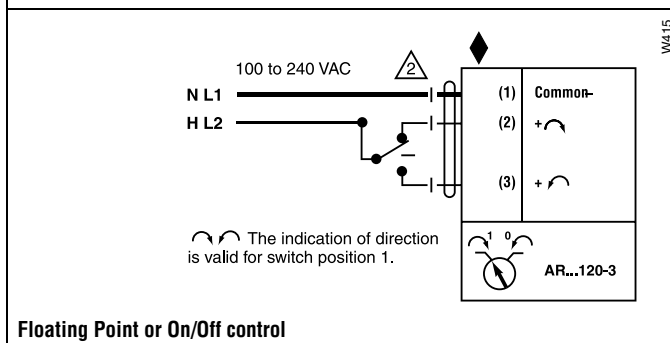 W415
100 to 240 VAC
2
N L1
(1) Common–
H L2
(2) +
(3) +
The indication of direction
is valid for switch position 1.
1 0
AR...120-3
Floating Point or On/Off control